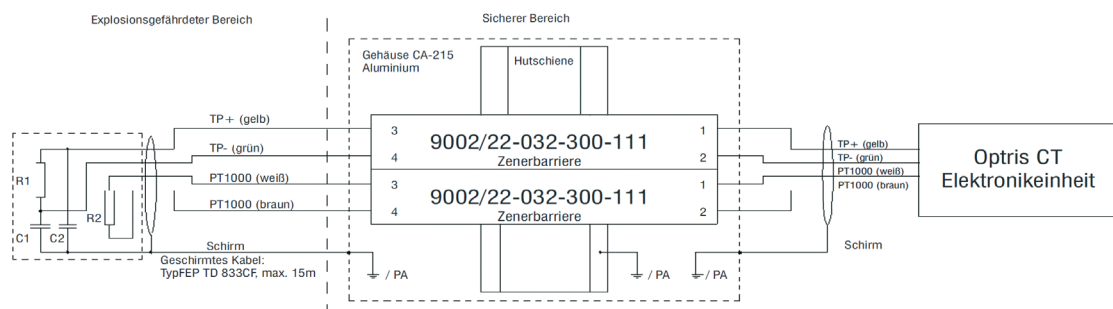 Explosionsgefährdeter Bereich
Sicherer Bereich
Gehäuse CA-215
Aluminium
Hutschiene
TP+ (gelb)
3
9002/22-032-300-111
1
TP- (grün)
4
Zenerbarriere
2
PT1000 (weiß)
3
9002/22-032-300-111
1
PT1000 (braun)
4
Zenerbarriere
2
R1
R2
C1
C2
TP+ (gelb)
TP- (grün)
PT1000 (weiß)
PT1000 (braun)
Optris CT
Elektronikeinheit
Schirm
Geschirmtes Kabel:
TypFEP TD 833CF, max. 15m
/ PA
/ PA
/ PA
Schirm